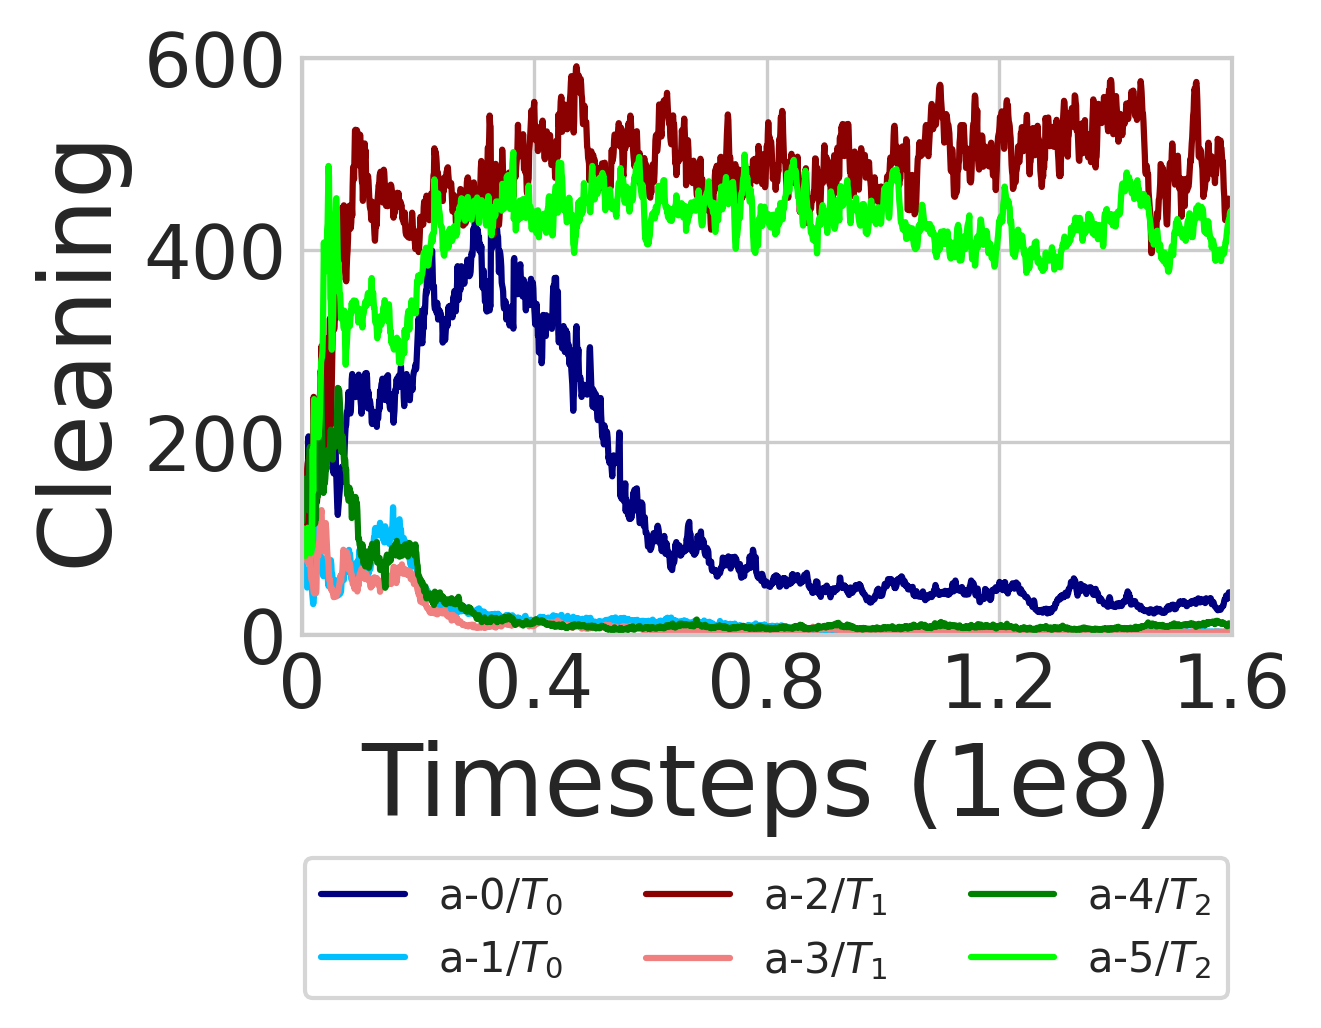 600
400
200
0
Cleaning
0 0.4 0.8 1.2 1.6
Timesteps (1e8)
a-0/T₀ a-2/T₁ a-4/T₂
a-1/T₀ a-3/T₁ a-5/T₂